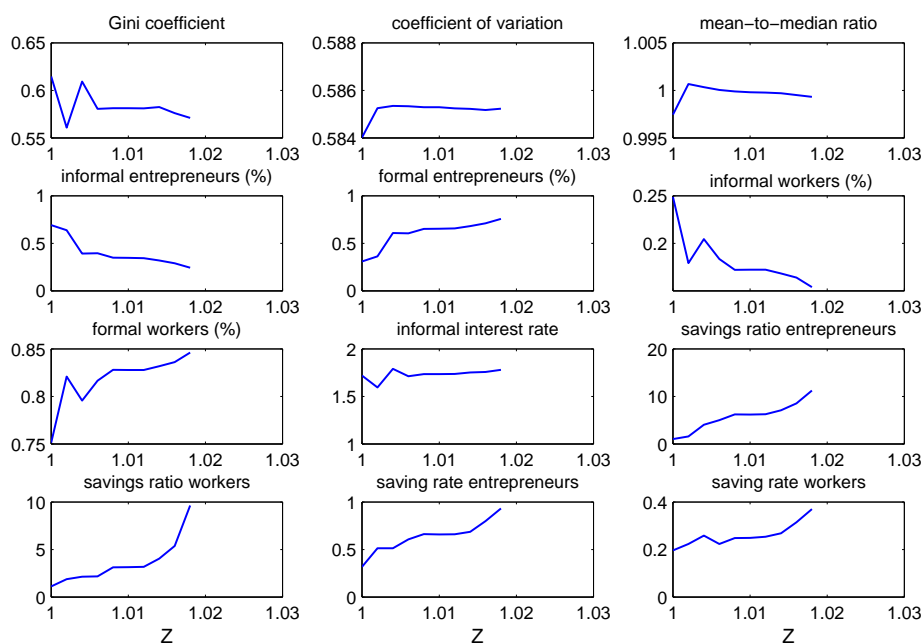 Gini coefficient coefficient of variation mean−to−median ratio
0.65 0.588 1.005
0.6 0.586 1
0.55 0.584 0.995
1 1.01 1.02 1.03 1 1.01 1.02 1.03 1 1.01 1.02 1.03
informal entrepreneurs (%) formal entrepreneurs (%) informal workers (%)
1 1 0.25
0.5 0.5 0.2
0 0
1 1.01 1.02 1.03 1 1.01 1.02 1.03 1 1.01 1.02 1.03
formal workers (%) informal interest rate savings ratio entrepreneurs
0.85 2 20
0.8 1.5 10
0.75 1 0
1 1.01 1.02 1.03 1 1.01 1.02 1.03 1 1.01 1.02 1.03
savings ratio workers saving rate entrepreneurs saving rate workers
10 1 0.4
5 0.5 0.2
0 0 0
1 1.01 1.02 1.03 1 1.01 1.02 1.03 1 1.01 1.02 1.03
Z Z Z